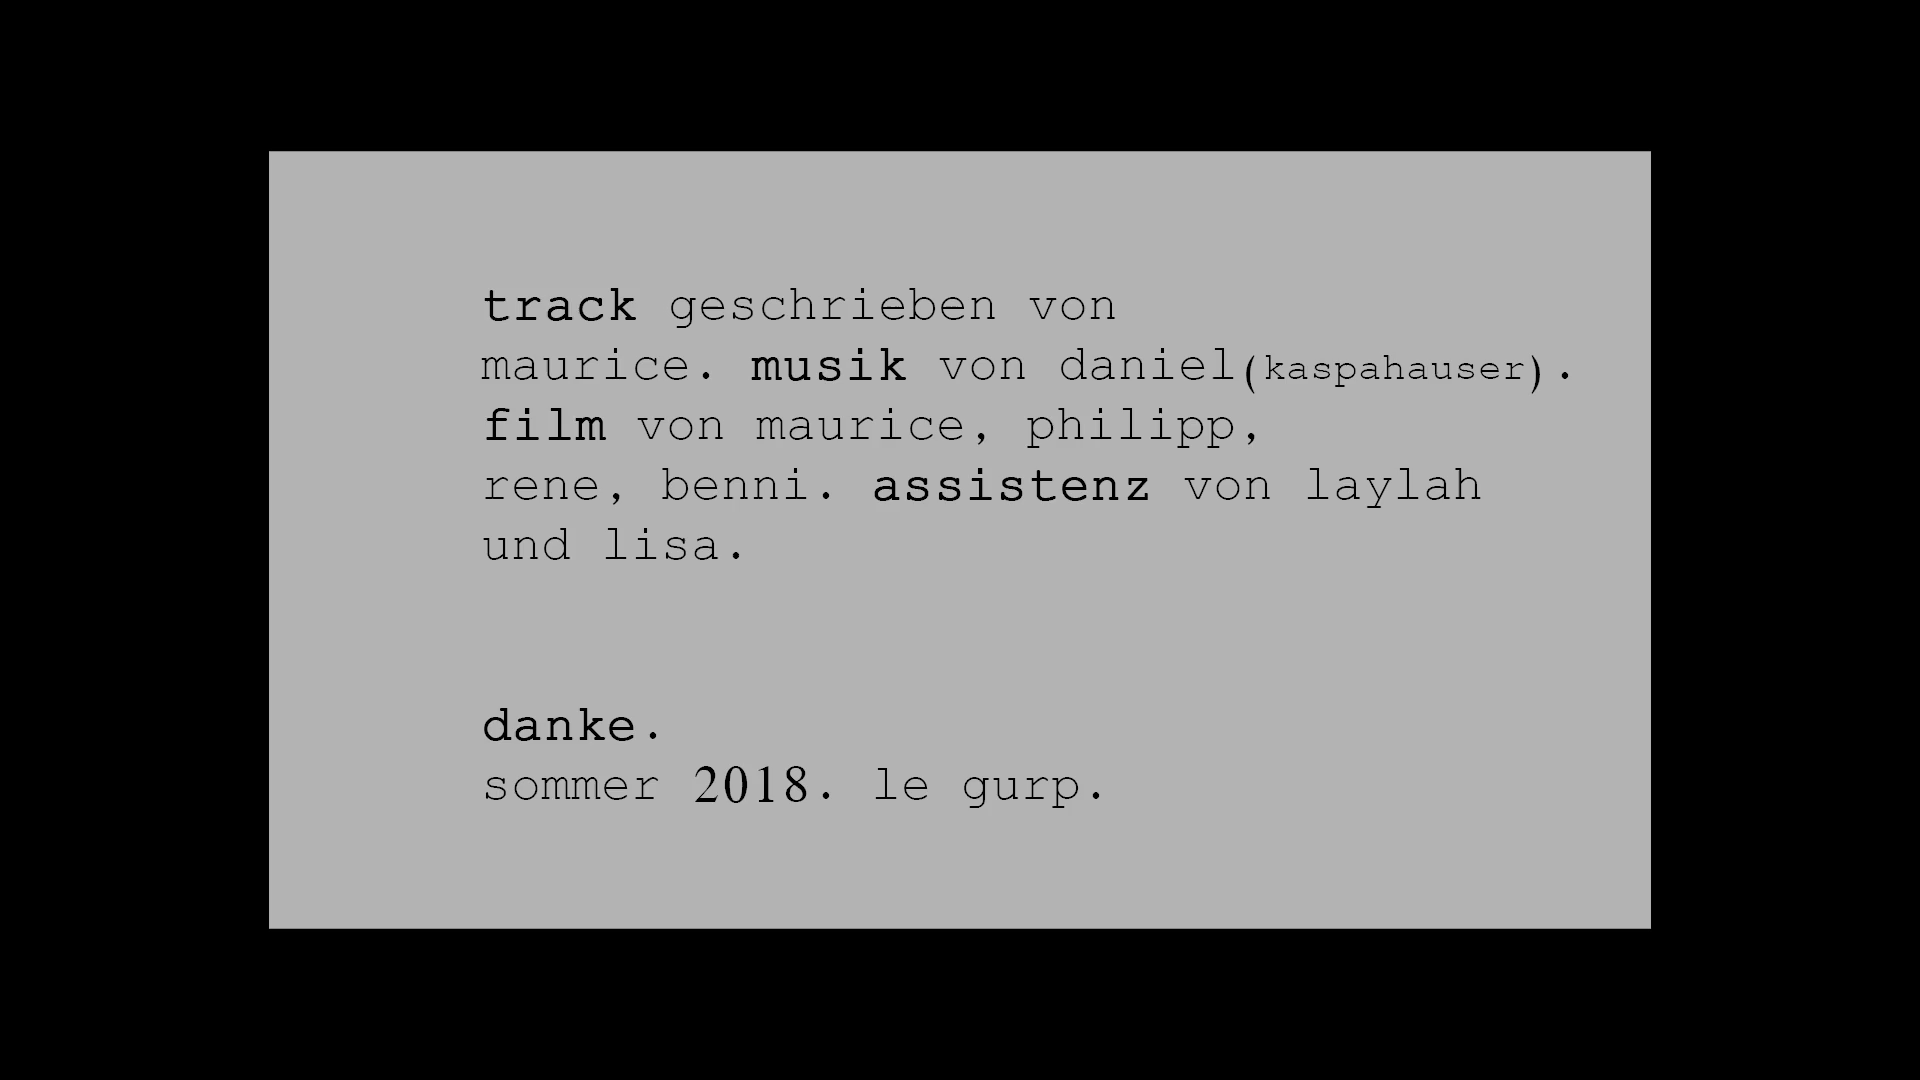 track geschrieben von
maurice. musik von daniel(kaspahauser).
film von maurice, philipp,
rene, benni. assistenz von laylah
und lisa.
danke.
sommer 2018. le gurp.